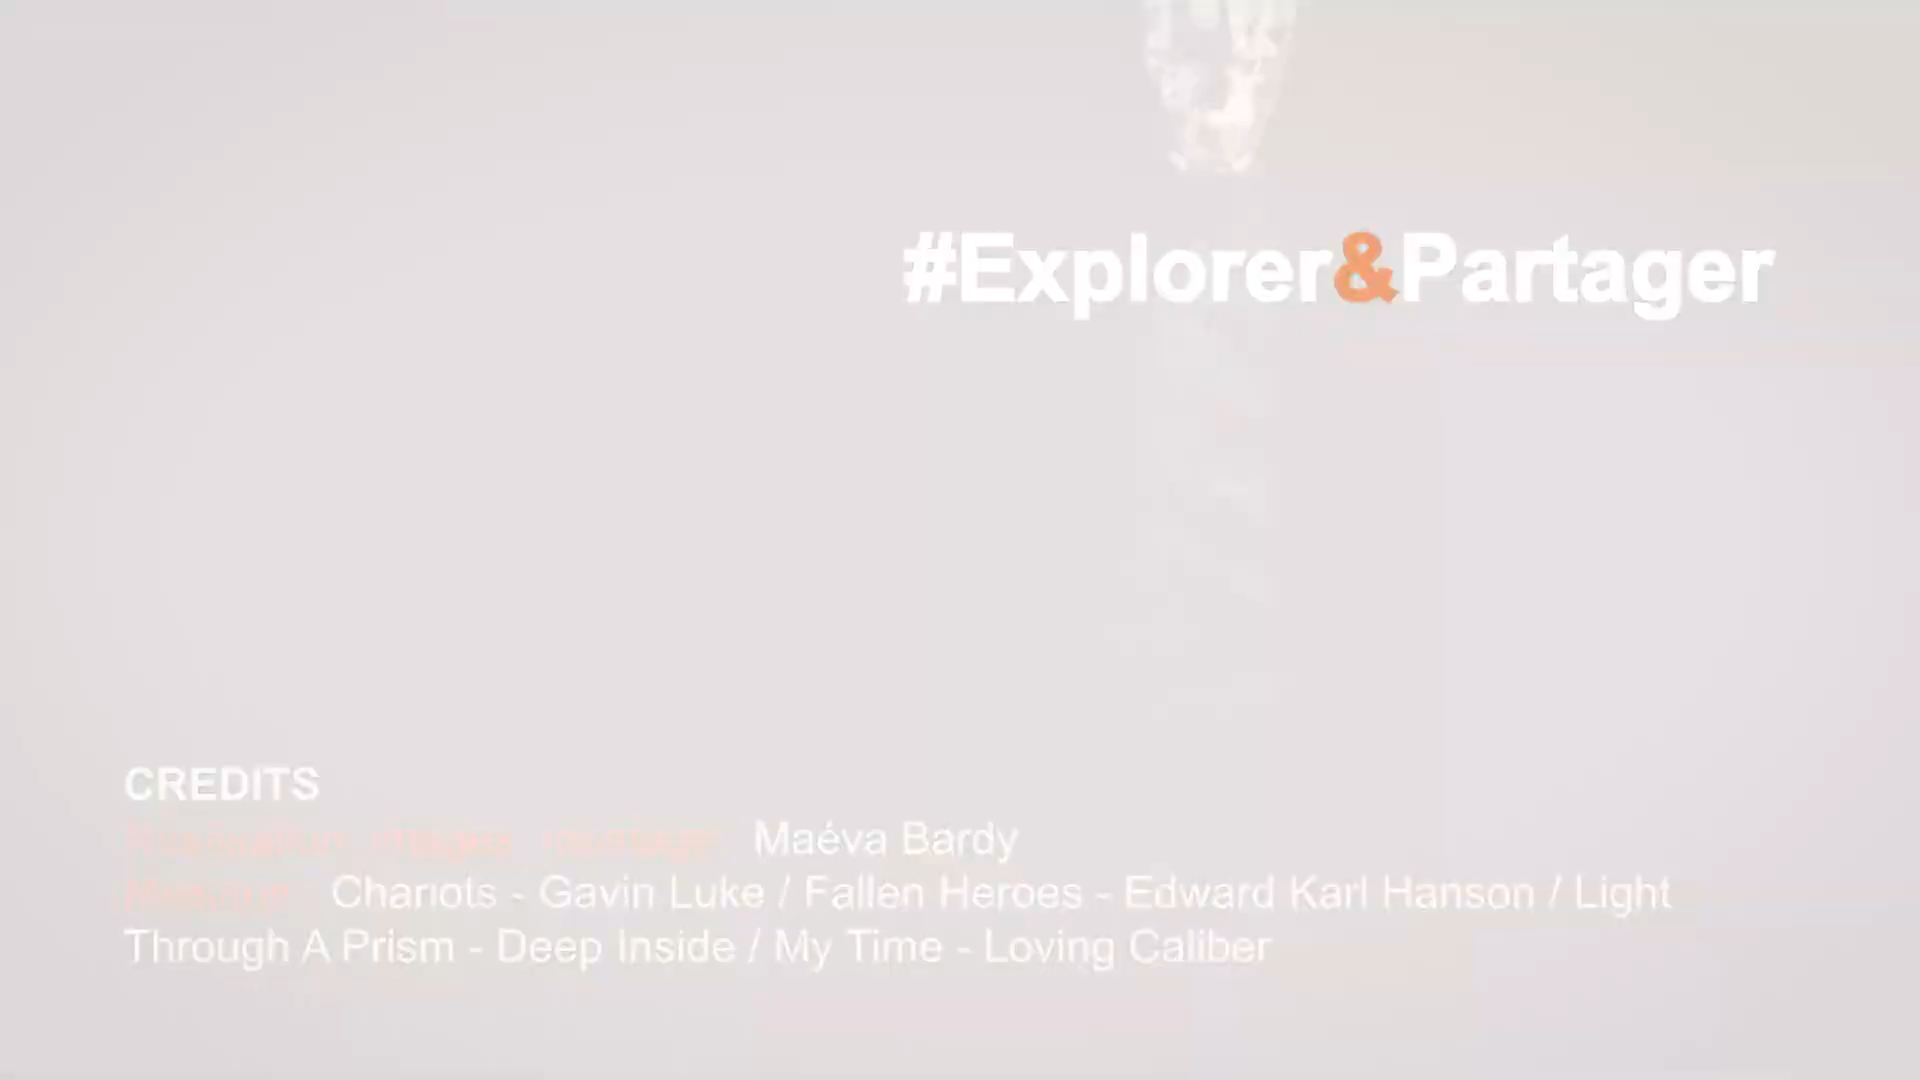 #Explorer&Partager
CREDITS
Maéva Bardy
Chariots - Gavin Luke / Fallen Heroes - Edward Karl Hanson / Light
Through A Prism - Deep Inside / My Time - Loving Caliber